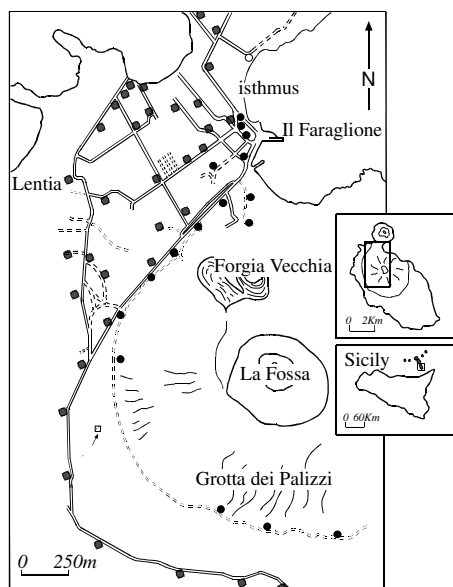 N
isthmus
Il Faraglione
Lentia
Forgia Vecchia
0 2Km
Sicily
La Fossa
0 60Km
Grotta dei Palizzi
0 250m